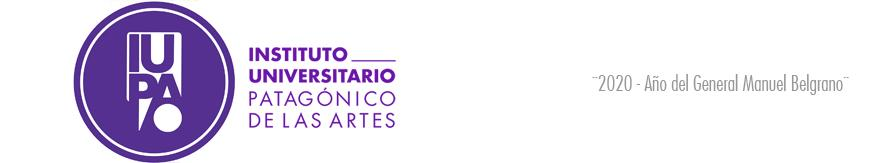 IU
PA
INSTITUTO
UNIVERSITARIO
PATAGÓNICO
DE LAS ARTES
¨2020 - Año del General Manuel Belgrano¨